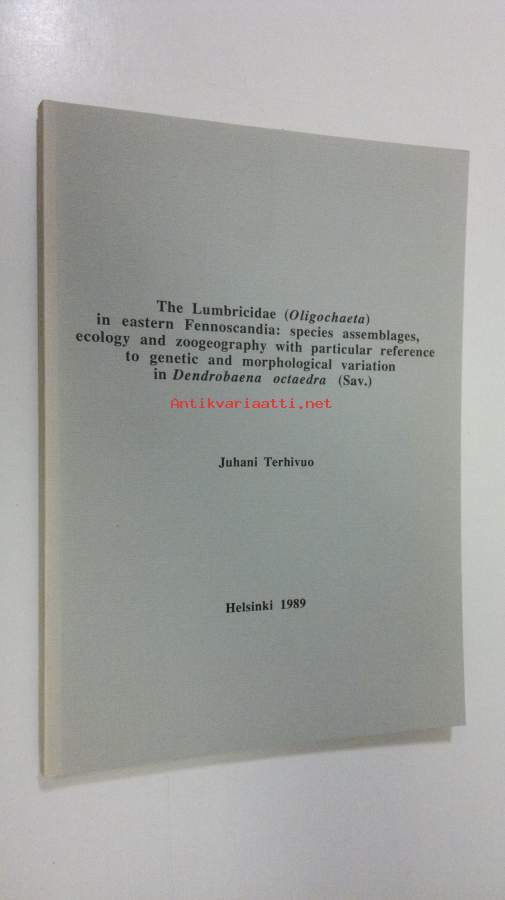 The Lumbricidae (Oligochaeta)
in eastern Fennoscandia: species assemblages,
ecology and zoogeography with particular reference
to genetic and morphological variation
in Dendrobaena octaedra (Sav.)
Antikvariaatti.net
Juhani Terhivuo
Helsinki 1989